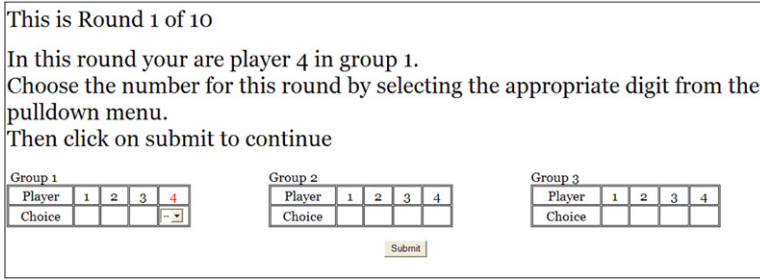 This is Round 1 of 10
In this round your are player 4 in group 1.
Choose the number for this round by selecting the appropriate digit from the
pulldown menu.
Then click on submit to continue
Group 1 Group 2 Group 3
Player 1 2 3 4 Player 1 2 3 4 Player 1 2 3 4
Choice -- Choice Choice
Submit